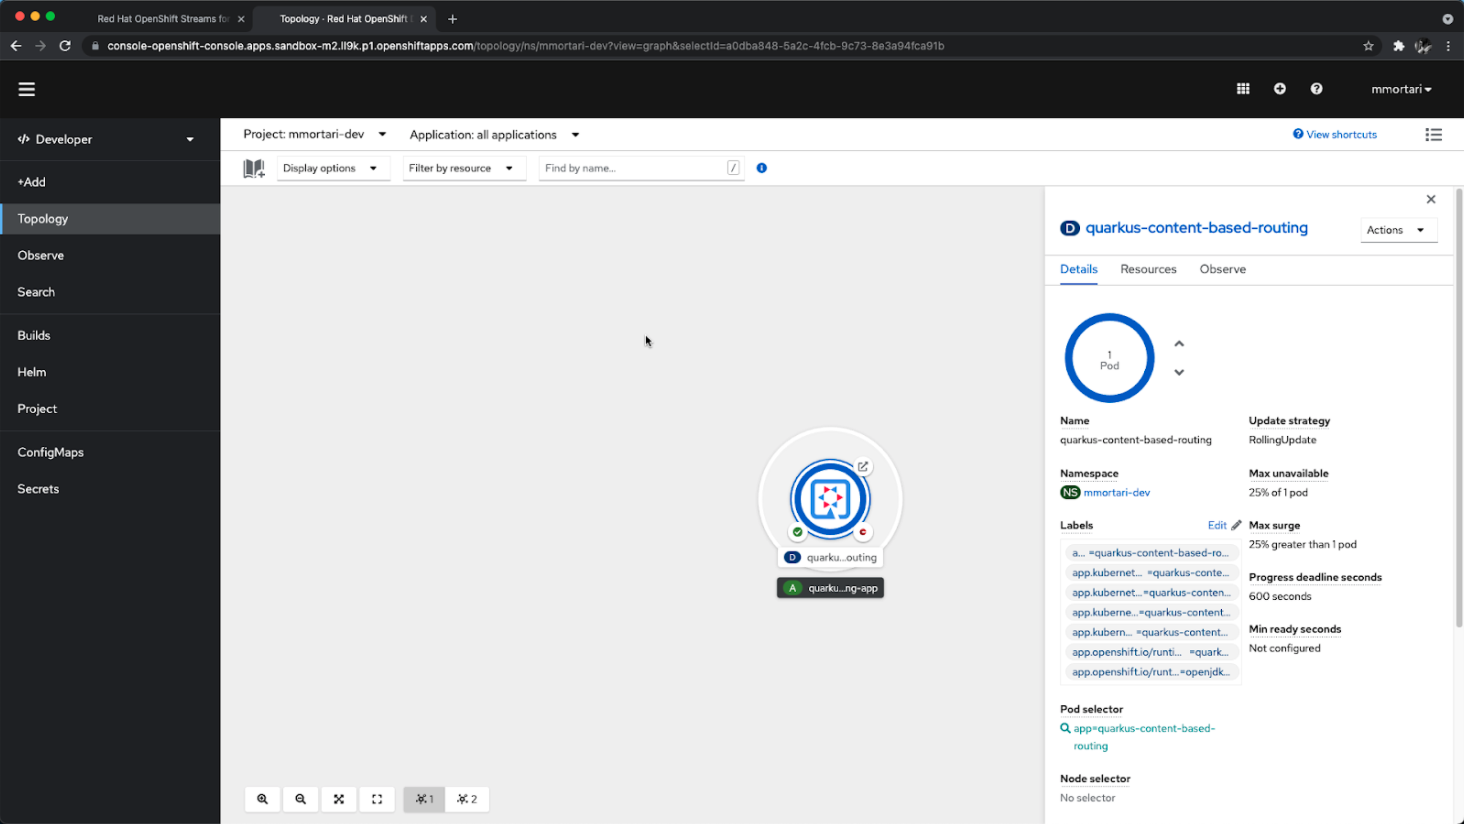 Red Hat OpenShift Streams for
Topology · Red Hat OpenShift
console-openshift-console.apps.sandbox-m2.ll9k.p1.openshiftapps.com/topology/ns/mmortari-dev?view=graph&selectId=a0dba848-5a2c-4fcb-9c73-8e3a94fca91b
mmortari
Developer
+Add
Topology
Observe
Search
Builds
Helm
Project
ConfigMaps
Secrets
Project: mmortari-dev
Application: all applications
View shortcuts
Display options
Filter by resource
Find by name...
/
D quarku...outing
A quarku...ng-app
1
2
D quarkus-content-based-routing
Actions
Details
Resources
Observe
1
Pod
Name
quarkus-content-based-routing
Update strategy
RollingUpdate
Namespace
NS mmortari-dev
Max unavailable
25% of 1 pod
Labels
Edit
a... =quarkus-content-based-ro...
app.kubernet... =quarkus-conte...
app.kubernet...=quarkus-conten...
app.kuberne...=quarkus-content...
app.kubern... =quarkus-content...
app.openshift.io/runti... =quark...
app.openshift.io/runt...=openjdk...
Max surge
25% greater than 1 pod
Progress deadline seconds
600 seconds
Min ready seconds
Not configured
Pod selector
app=quarkus-content-based-
routing
Node selector
No selector